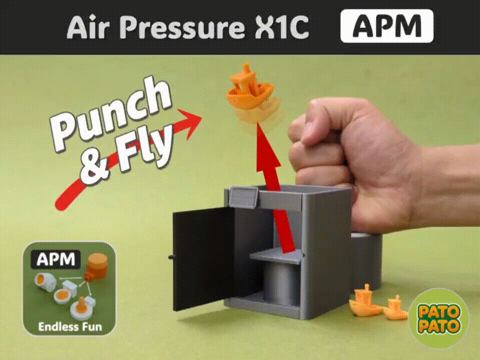 Air Pressure X1C
APM
Punch
& Fly
APM
Endless Fun
PATO
PATO